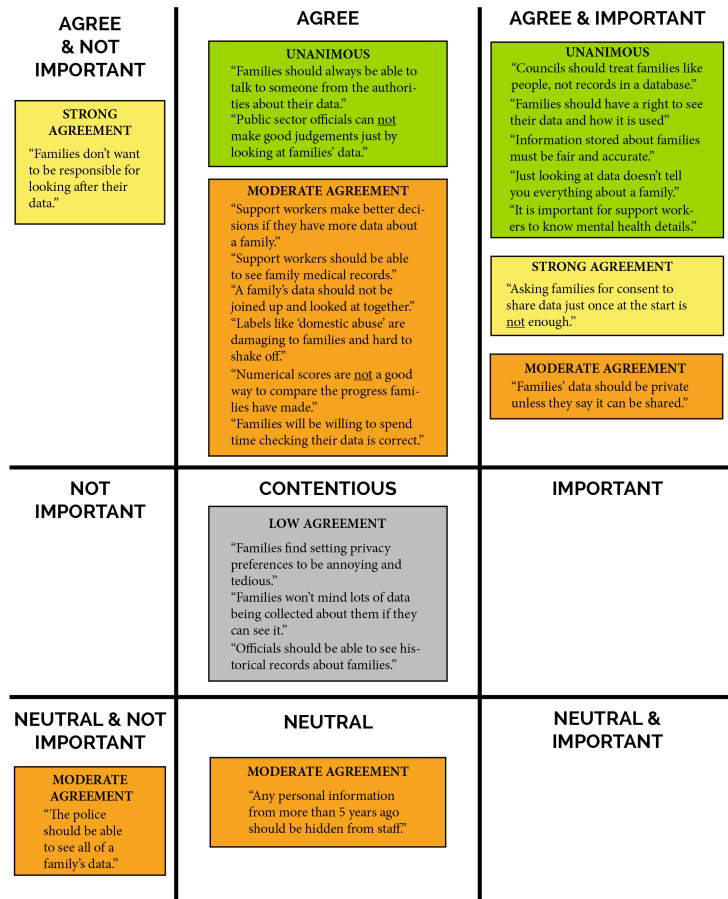 AGREE
& NOT
IMPORTANT
STRONG
AGREEMENT
“Families don’t want
to be responsible for
looking after their
data.”
AGREE
UNANIMOUS
“Families should always be able to
talk to someone from the authori-
ties about their data.”
“Public sector officials can not
make good judgements just by
looking at families’ data.”
MODERATE AGREEMENT
“Support workers make better deci-
sions if they have more data about
a family.”
“Support workers should be able
to see family medical records.”
“A family’s data should not be
joined up and looked at together.”
“Labels like ‘domestic abuse’ are
damaging to families and hard to
shake off.”
“Numerical scores are not a good
way to compare the progress fami-
lies have made.”
“Families will be willing to spend
time checking their data is correct.”
AGREE & IMPORTANT
UNANIMOUS
“Councils should treat families like
people, not records in a database.”
“Families should have a right to see
their data and how it is used”
“Information stored about families
must be fair and accurate.”
“Just looking at data doesn’t tell
you everything about a family.”
“It is important for support work-
ers to know mental health details.”
STRONG AGREEMENT
“Asking families for consent to
share data just once at the start is
not enough.”
MODERATE AGREEMENT
“Families’ data should be private
unless they say it can be shared.”
NOT
IMPORTANT
CONTENTIOUS
LOW AGREEMENT
“Families find setting privacy
preferences to be annoying and
tedious.”
“Families won’t mind lots of data
being collected about them if they
can see it.”
“Officials should be able to see his-
torical records about families.”
IMPORTANT
NEUTRAL & NOT
IMPORTANT
MODERATE
AGREEMENT
“The police
should be able
to see all of a
family’s data.”
NEUTRAL
MODERATE AGREEMENT
“Any personal information
from more than 5 years ago
should be hidden from staff.”
NEUTRAL &
IMPORTANT